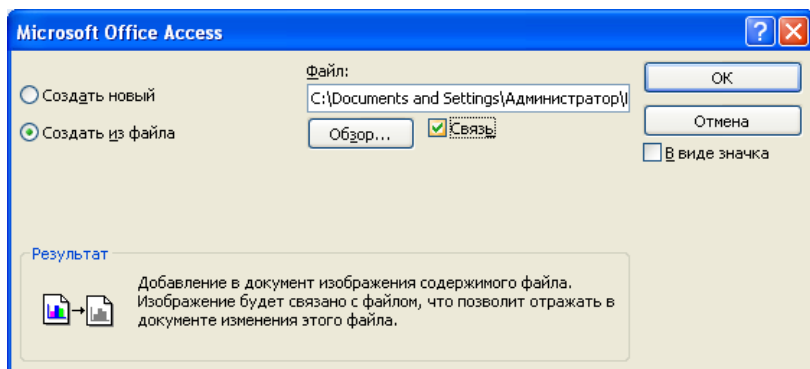 Microsoft Office Access
Создать новый
Создать из файла
Файл:
C:\Documents and Settings\Администратор\
Обзор...
Связь
ОК
Отмена
В виде значка
Результат
Добавление в документ изображения содержимого файла.
Изображение будет связано с файлом, что позволит отражать в
документе изменения этого файла.